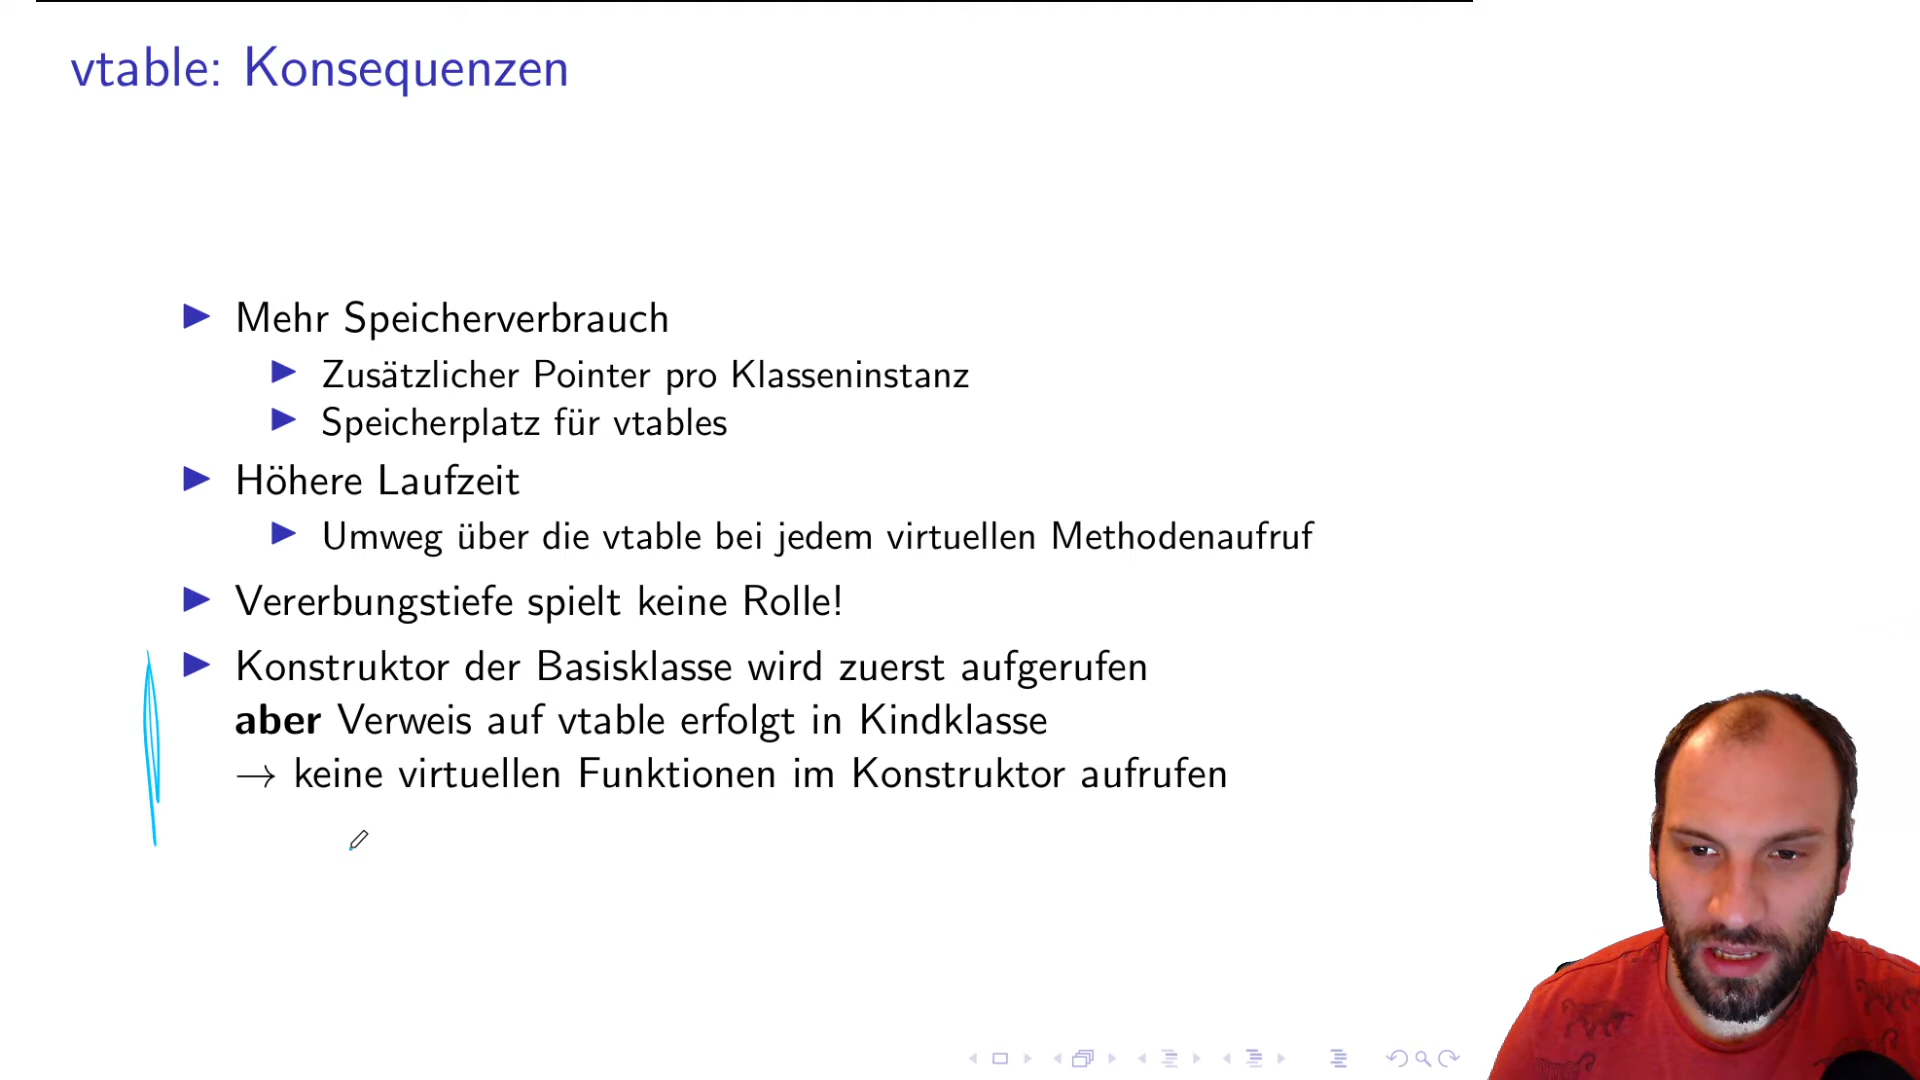 vtable: Konsequenzen
Mehr Speicherverbrauch
Zusätzlicher Pointer pro Klasseninstanz
Speicherplatz für vtables
Höhere Laufzeit
Umweg über die vtable bei jedem virtuellen Methodenaufruf
Vererbungstiefe spielt keine Rolle!
Konstruktor der Basisklasse wird zuerst aufgerufen
aber Verweis auf vtable erfolgt in Kindklasse
→ keine virtuellen Funktionen im Konstruktor aufrufen